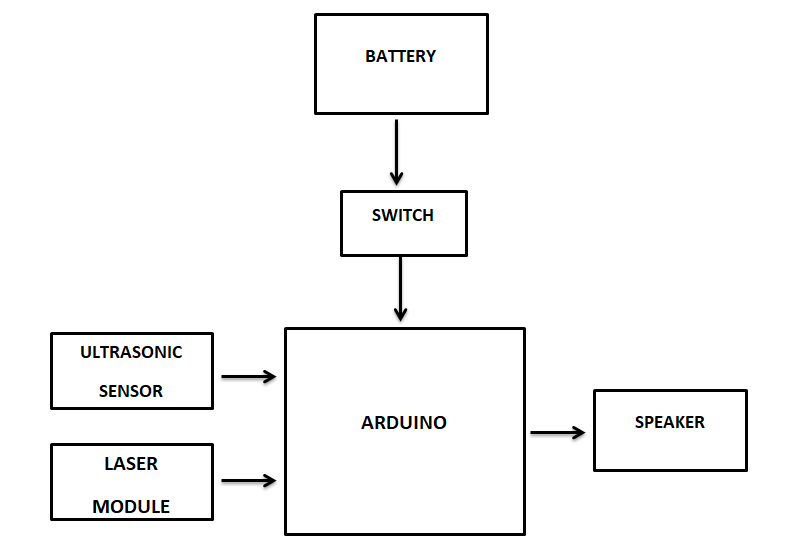 BATTERY
SWITCH
ULTRASONIC
SENSOR
LASER
MODULE
ARDUINO
SPEAKER